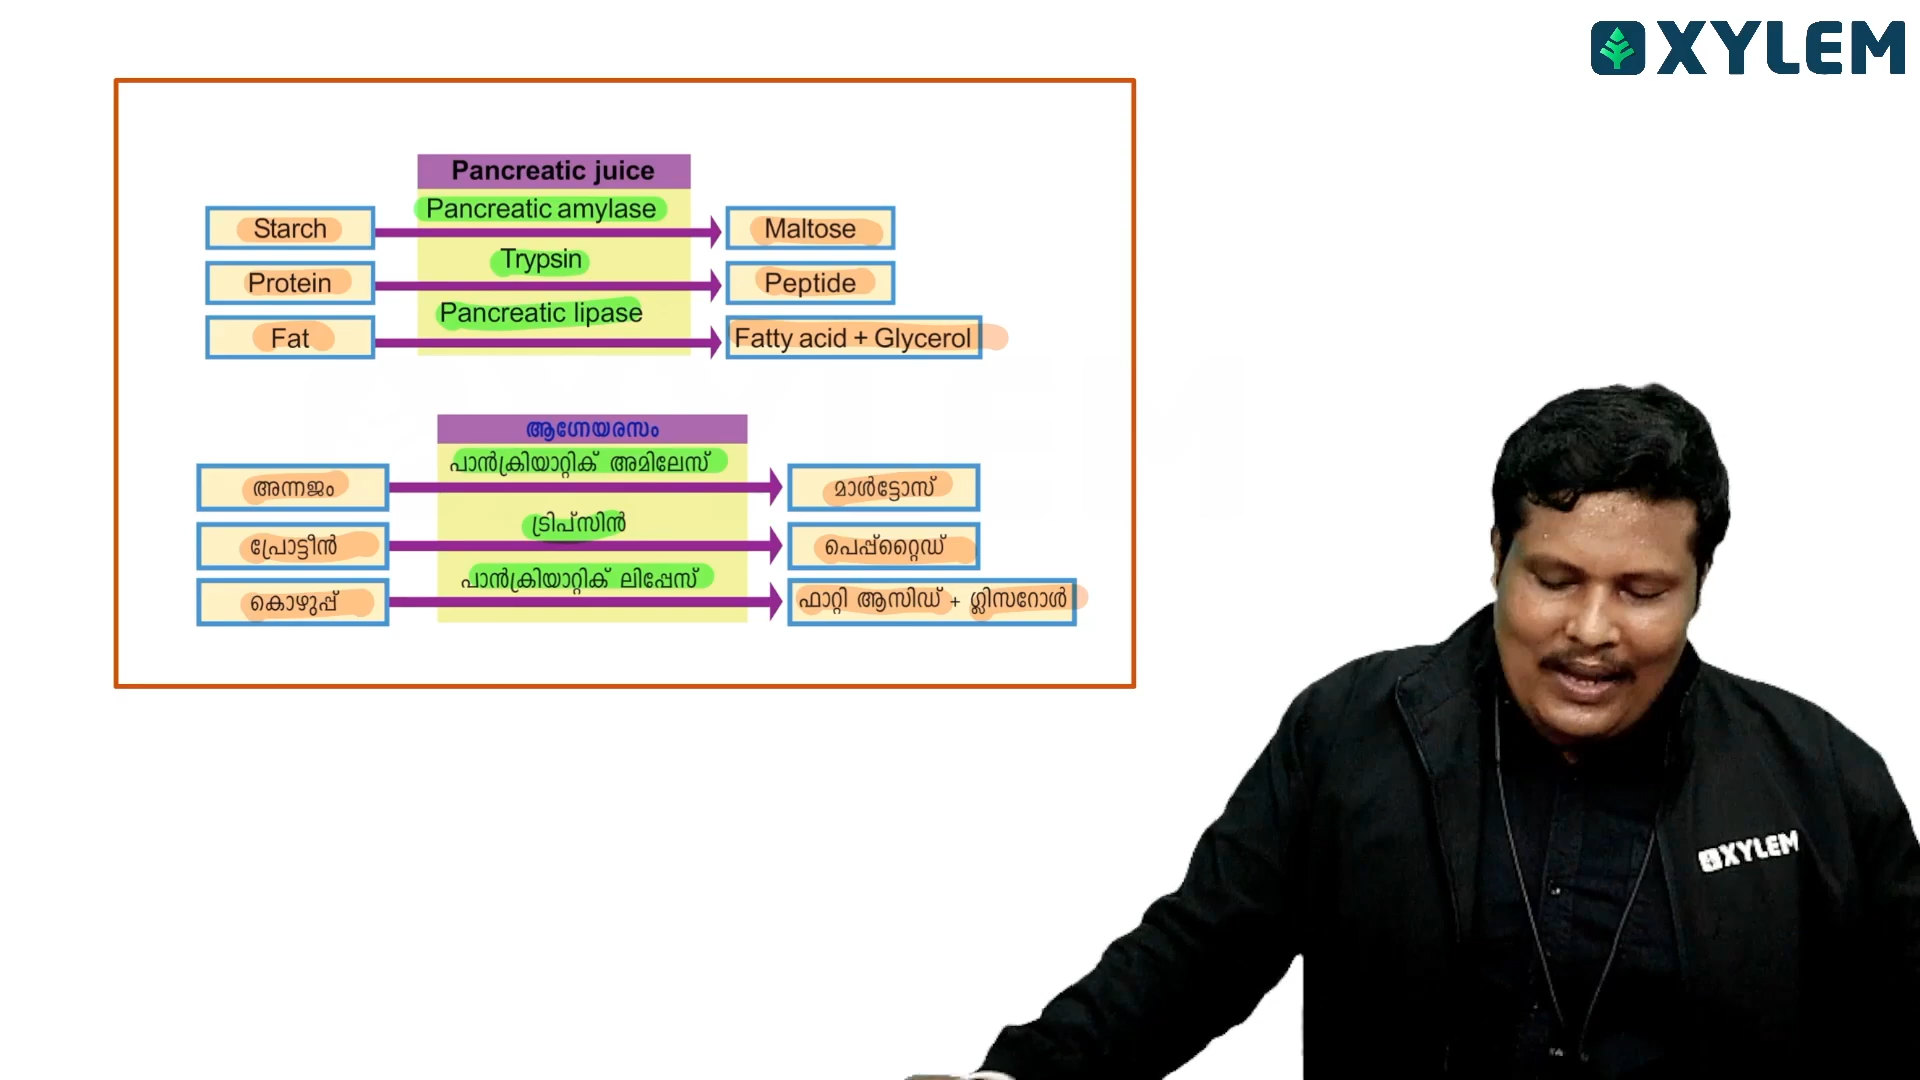 XYLEM
Pancreatic juice
Pancreatic amylase
Starch
Maltose
Trypsin
Protein
Peptide
Pancreatic lipase
Fat
Fatty acid + Glycerol
ആഗ്നേയരസം
പാൻക്രിയാറ്റിക് അമിലേസ്
അന്നജം
മാൾട്ടോസ്
ട്രിപ്സിൻ
പ്രോട്ടീൻ
പെപ്റ്റൈഡ്
പാൻക്രിയാറ്റിക് ലിപ്പേസ്
കൊഴുപ്പ്
ഫാറ്റി ആസിഡ് + ഗ്ലിസറോൾ
XYLEM